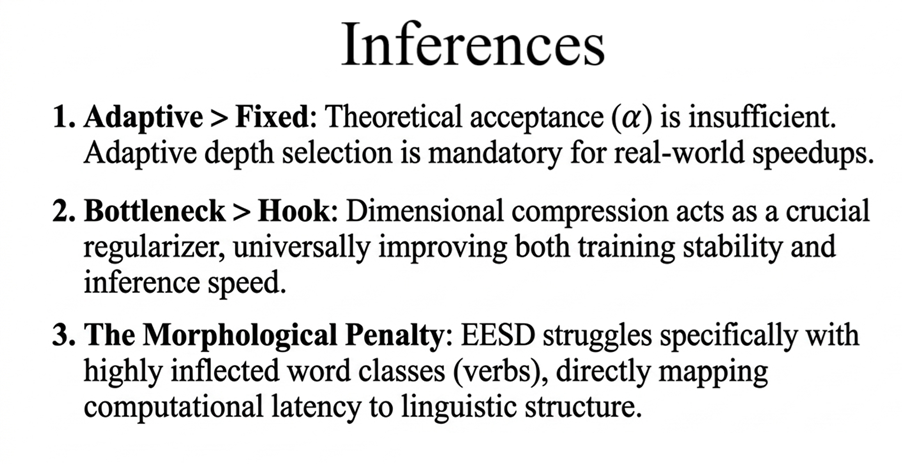 Inferences
1. Adaptive > Fixed: Theoretical acceptance (α) is insufficient.
Adaptive depth selection is mandatory for real-world speedups.
2. Bottleneck > Hook: Dimensional compression acts as a crucial
regularizer, universally improving both training stability and
inference speed.
3. The Morphological Penalty: EESD struggles specifically with
highly inflected word classes (verbs), directly mapping
computational latency to linguistic structure.